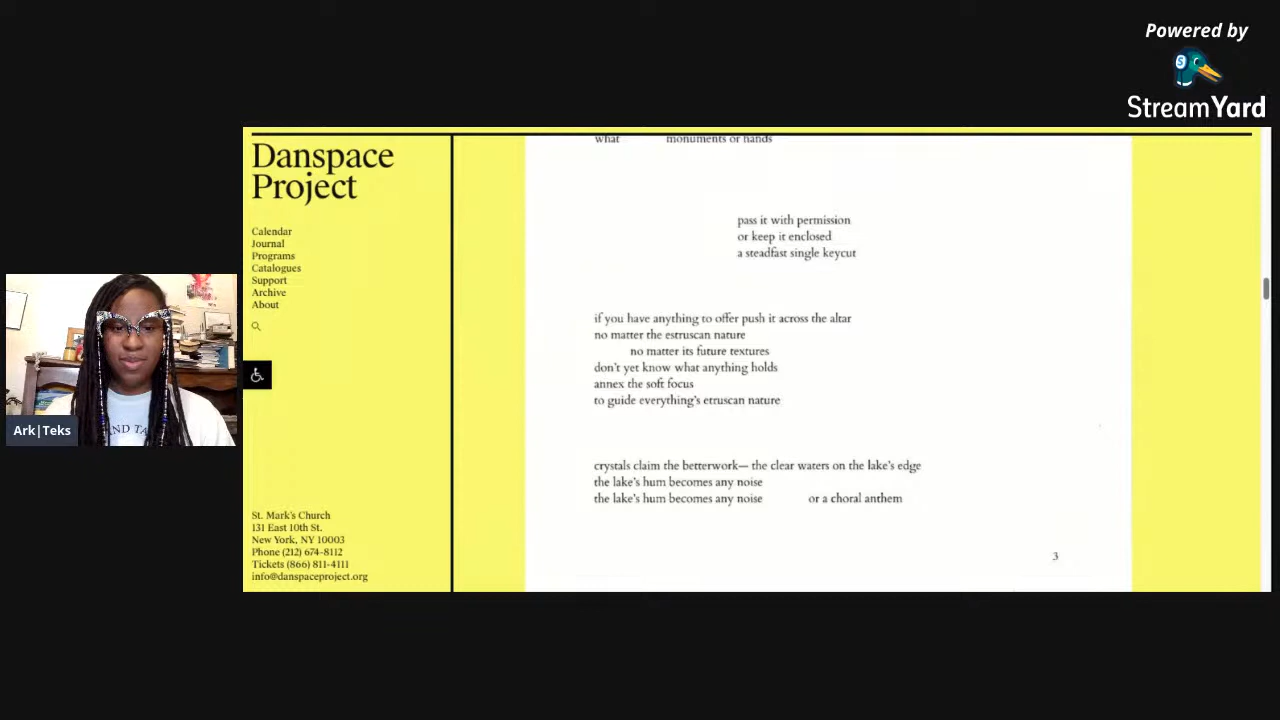 Powered by
StreamYard
Danspace
Project
Calendar
Journal
Programs
Catalogues
Support
Archive
About
St. Mark's Church
131 East 10th St.
New York, NY 10003
Phone (212) 674-8112
Tickets (866) 811-4111
info@danspaceproject.org
what monuments or hands
pass it with permission
or keep it enclosed
a steadfast single keycut
if you have anything to offer push it across the altar
no matter the estruscan nature
no matter its future textures
don't yet know what anything holds
annex the soft focus
to guide everything's etruscan nature
crystals claim the betterwork— the clear waters on the lake's edge
the lake's hum becomes any noise
the lake's hum becomes any noise or a choral anthem
3
Ark|Teks